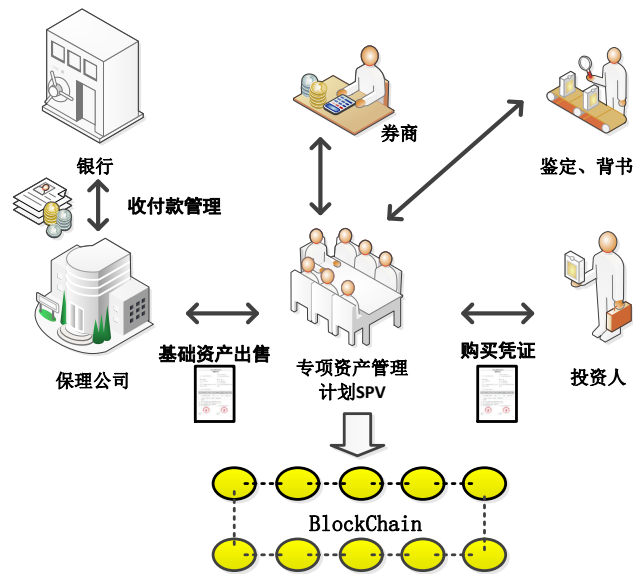 券商
银行
鉴定、背书
收付款管理
基础资产出售
购买凭证
保理公司
专项资产管理
计划SPV
投资人
BlockChain